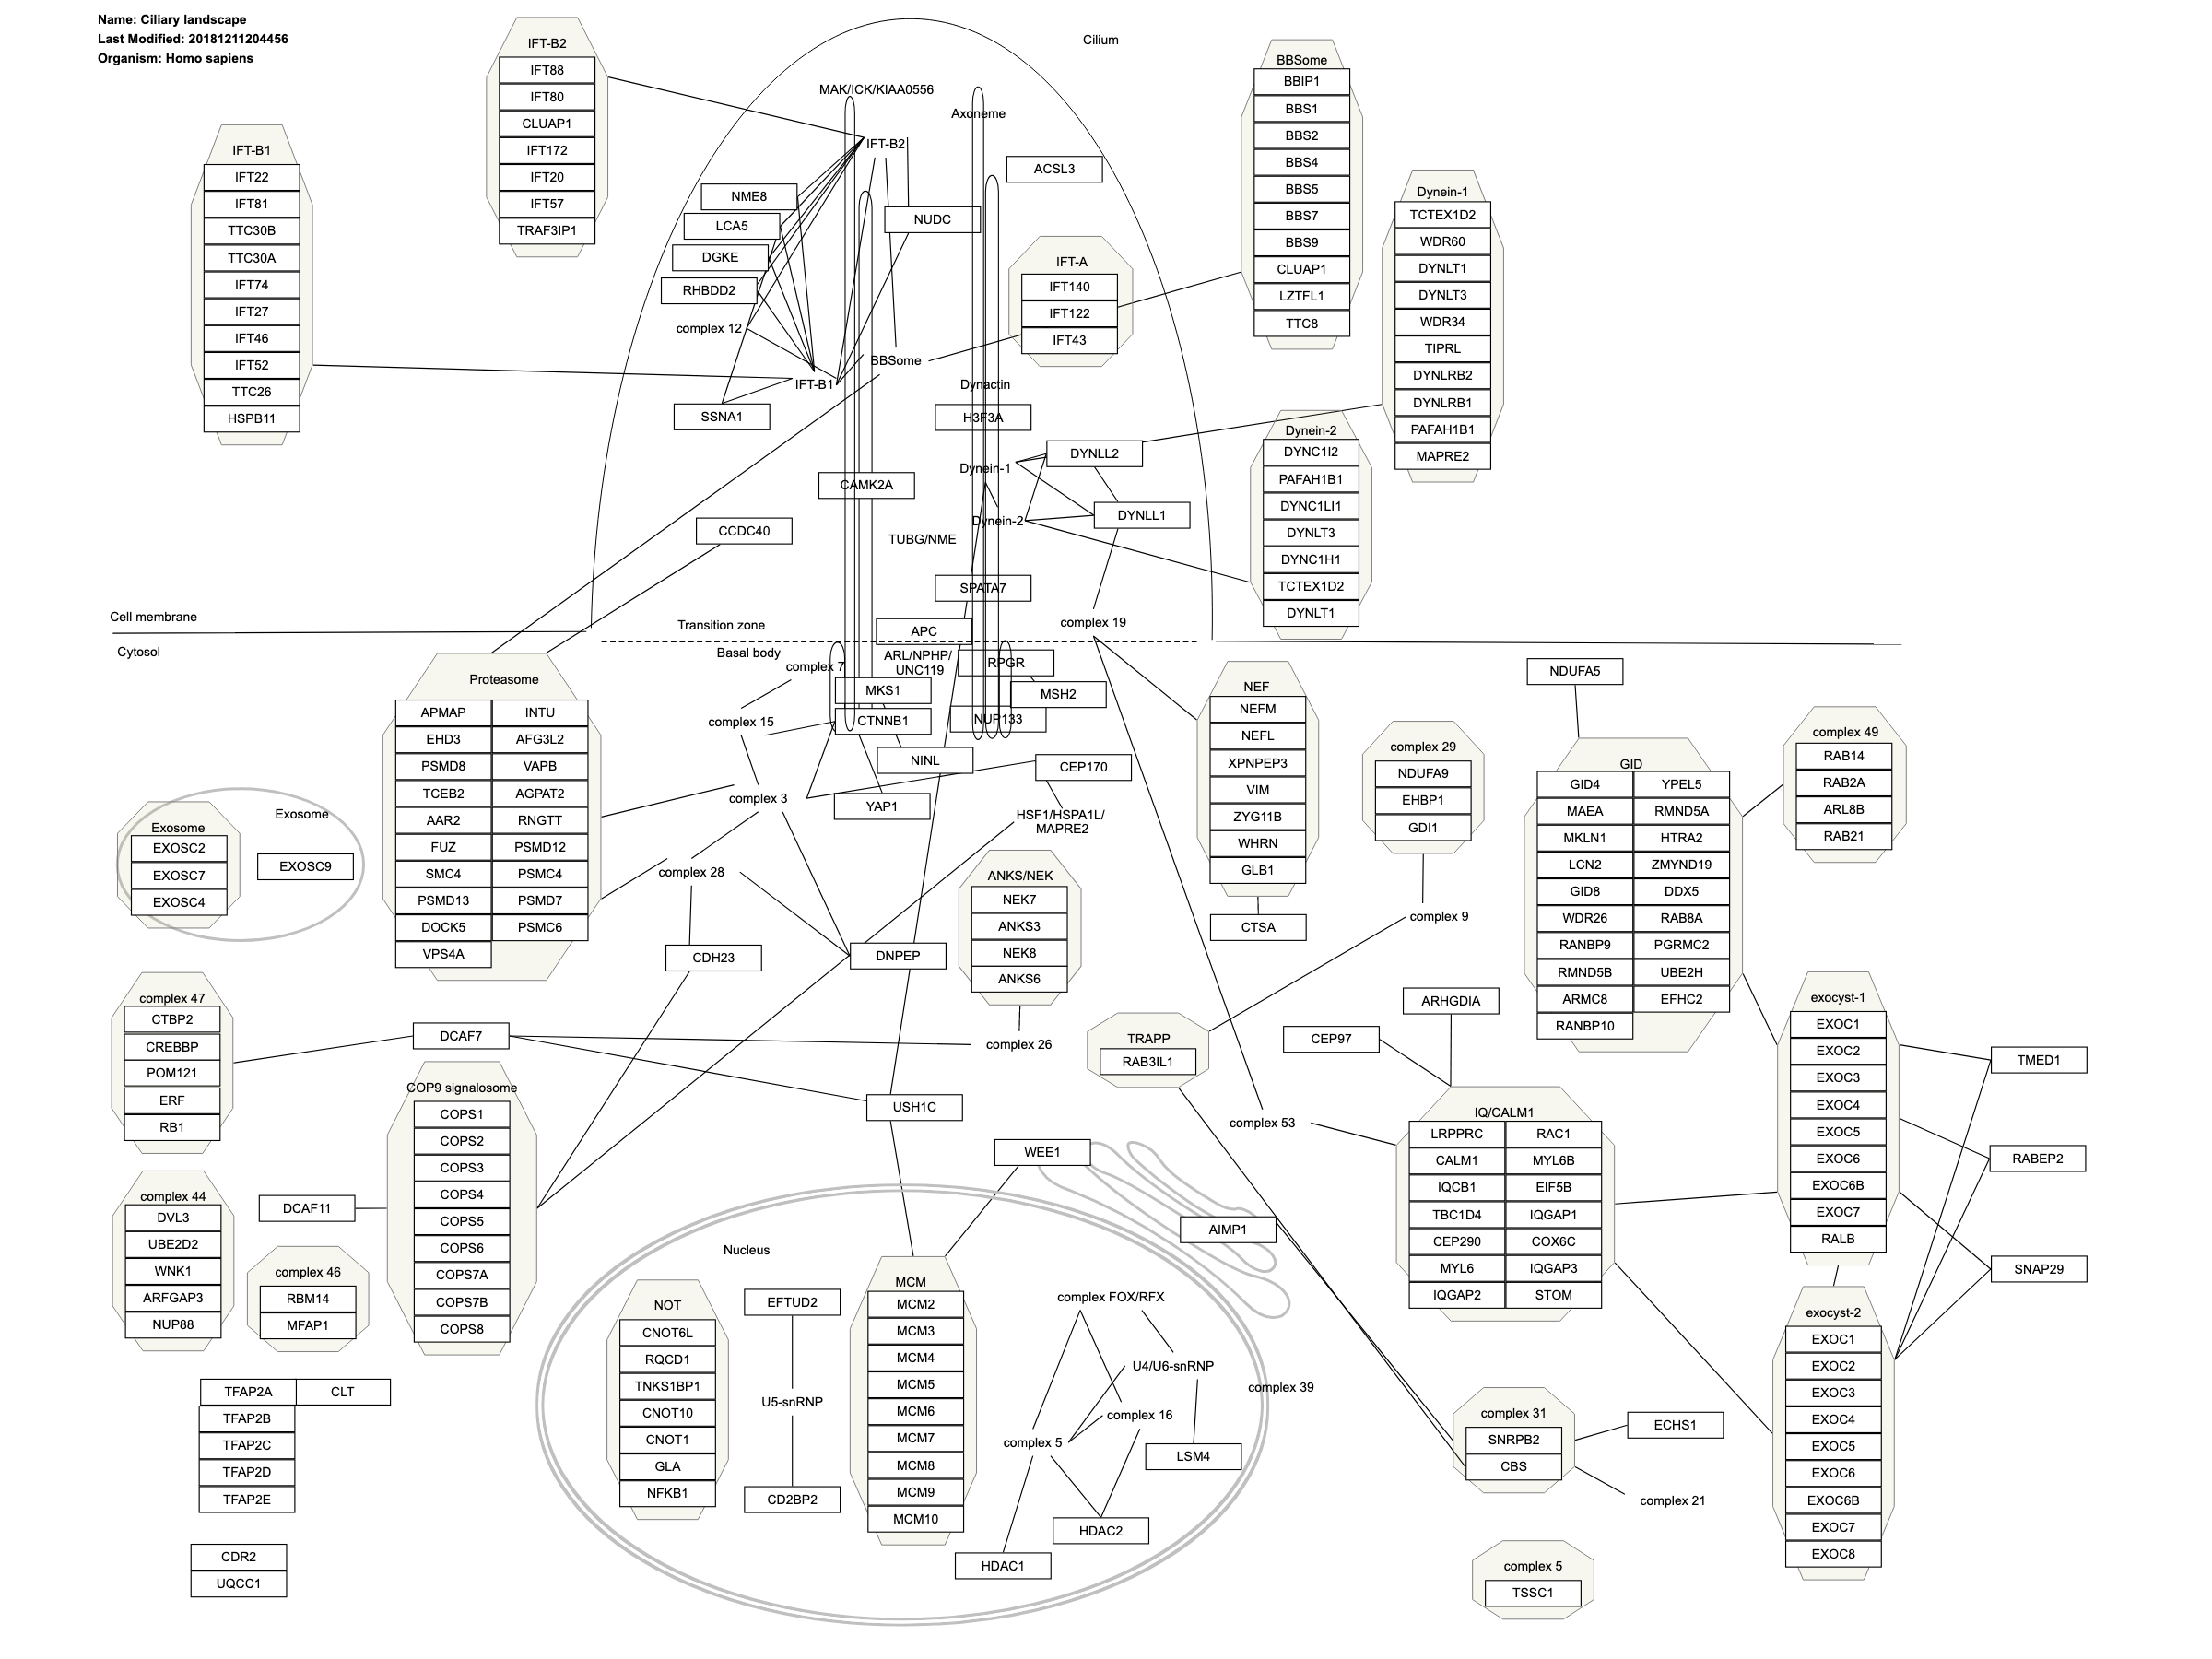 Name: Ciliary landscape
Last Modified: 20181211204456
Organism: Homo sapiens
Cilium
IFT-B2
IFT88
IFT80
CLUAP1
IFT172
IFT20
IFT57
TRAF3IP1
IFT-B1
IFT22
IFT81
TTC30B
TTC30A
IFT74
IFT27
IFT46
IFT52
TTC26
HSPB11
MAK/ICK/KIAA0556
Axoneme
IFT-B2
ACSL3
NME8
LCA5
NUDC
DGKE
RHBDD2
complex 12
BBSome
IFT-B1
SSNA1
IFT-A
IFT140
IFT122
IFT43
Dynactin
H3F3A
DYNLL2
Dynein-1
CAMK2A
DYNLL1
Dynein-2
CCDC40
TUBG/NME
SPATA7
BBSome
BBIP1
BBS1
BBS2
BBS4
BBS5
BBS7
BBS9
CLUAP1
LZTFL1
TTC8
Dynein-1
TCTEX1D2
WDR60
DYNLT1
DYNLT3
WDR34
TIPRL
DYNLRB2
DYNLRB1
PAFAH1B1
MAPRE2
Dynein-2
DYNC1I2
PAFAH1B1
DYNC1LI1
DYNLT3
DYNC1H1
TCTEX1D2
DYNLT1
Cell membrane
Cytosol
Transition zone
Basal body
APC
complex 19
complex 7
ARL/NPHP/
UNC119
RPGR
MKS1
MSH2
complex 15
CTNNB1
NUP133
NINL
CEP170
complex 3
YAP1
HSF1/HSPA1L/
MAPRE2
complex 28
CDH23
DNPEP
Proteasome
APMAP INTU
EHD3 AFG3L2
PSMD8 VAPB
TCEB2 AGPAT2
AAR2 RNGTT
FUZ PSMD12
SMC4 PSMC4
PSMD13 PSMD7
DOCK5 PSMC6
VPS4A
Exosome
Exosome
EXOSC2
EXOSC7
EXOSC4
EXOSC9
ANKS/NEK
NEK7
ANKS3
NEK8
ANKS6
complex 26
NEF
NEFM
NEFL
XPNPEP3
VIM
ZYG11B
WHRN
GLB1
CTSA
complex 29
NDUFA9
EHBP1
GDI1
complex 9
NDUFA5
GID
GID4 YPEL5
MAEA RMND5A
MKLN1 HTRA2
LCN2 ZMYND19
GID8 DDX5
WDR26 RAB8A
RANBP9 PGRMC2
RMND5B UBE2H
ARMC8 EFHC2
RANBP10
complex 49
RAB14
RAB2A
ARL8B
RAB21
complex 47
CTBP2
CREBBP
POM121
ERF
RB1
DCAF7
COP9 signalosome
COPS1
COPS2
COPS3
COPS4
COPS5
COPS6
COPS7A
COPS7B
COPS8
USH1C
WEE1
AIMP1
TRAPP
RAB3IL1
ARHGDIA
CEP97
complex 53
IQ/CALM1
LRPPRC RAC1
CALM1 MYL6B
IQCB1 EIF5B
TBC1D4 IQGAP1
CEP290 COX6C
MYL6 IQGAP3
IQGAP2 STOM
exocyst-1
EXOC1
EXOC2
EXOC3
EXOC4
EXOC5
EXOC6
EXOC6B
EXOC7
RALB
TMED1
RABEP2
SNAP29
exocyst-2
EXOC1
EXOC2
EXOC3
EXOC4
EXOC5
EXOC6
EXOC6B
EXOC7
EXOC8
complex 44
DVL3
UBE2D2
WNK1
ARFGAP3
NUP88
DCAF11
complex 46
RBM14
MFAP1
TFAP2A CLT
TFAP2B
TFAP2C
TFAP2D
TFAP2E
CDR2
UQCC1
Nucleus
NOT
CNOT6L
RQCD1
TNKS1BP1
CNOT10
CNOT1
GLA
NFKB1
EFTUD2
U5-snRNP
CD2BP2
MCM
MCM2
MCM3
MCM4
MCM5
MCM6
MCM7
MCM8
MCM9
MCM10
complex FOX/RFX
U4/U6-snRNP
complex 39
complex 16
complex 5
LSM4
HDAC2
HDAC1
complex 31
SNRPB2
CBS
ECHS1
complex 21
complex 5
TSSC1